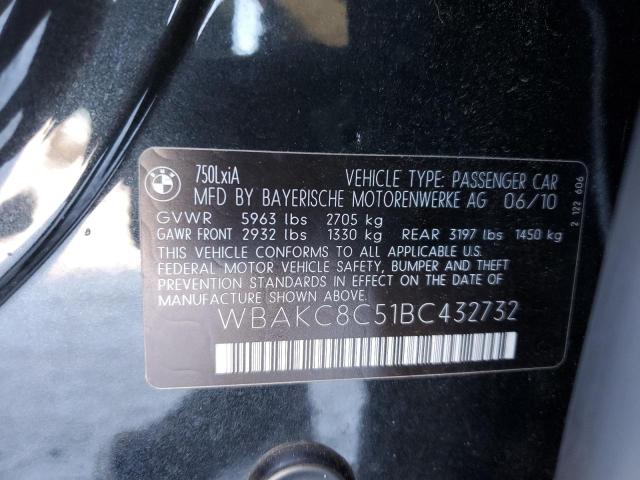 750LxiA VEHICLE TYPE: PASSENGER CAR
MFD BY BAYERISCHE MOTORENWERKE AG 06/10
GVWR 5963 lbs 2705 kg
GAWR FRONT 2932 lbs 1330 kg REAR 3197 lbs 1450 kg
THIS VEHICLE CONFORMS TO ALL APPLICABLE U.S.
FEDERAL MOTOR VEHICLE SAFETY, BUMPER AND THEFT
PREVENTION STANDARDS IN EFFECT ON THE DATE OF
MANUFACTURE SHOWN ABOVE.
WBAKC8C51BC432732
2 122 606